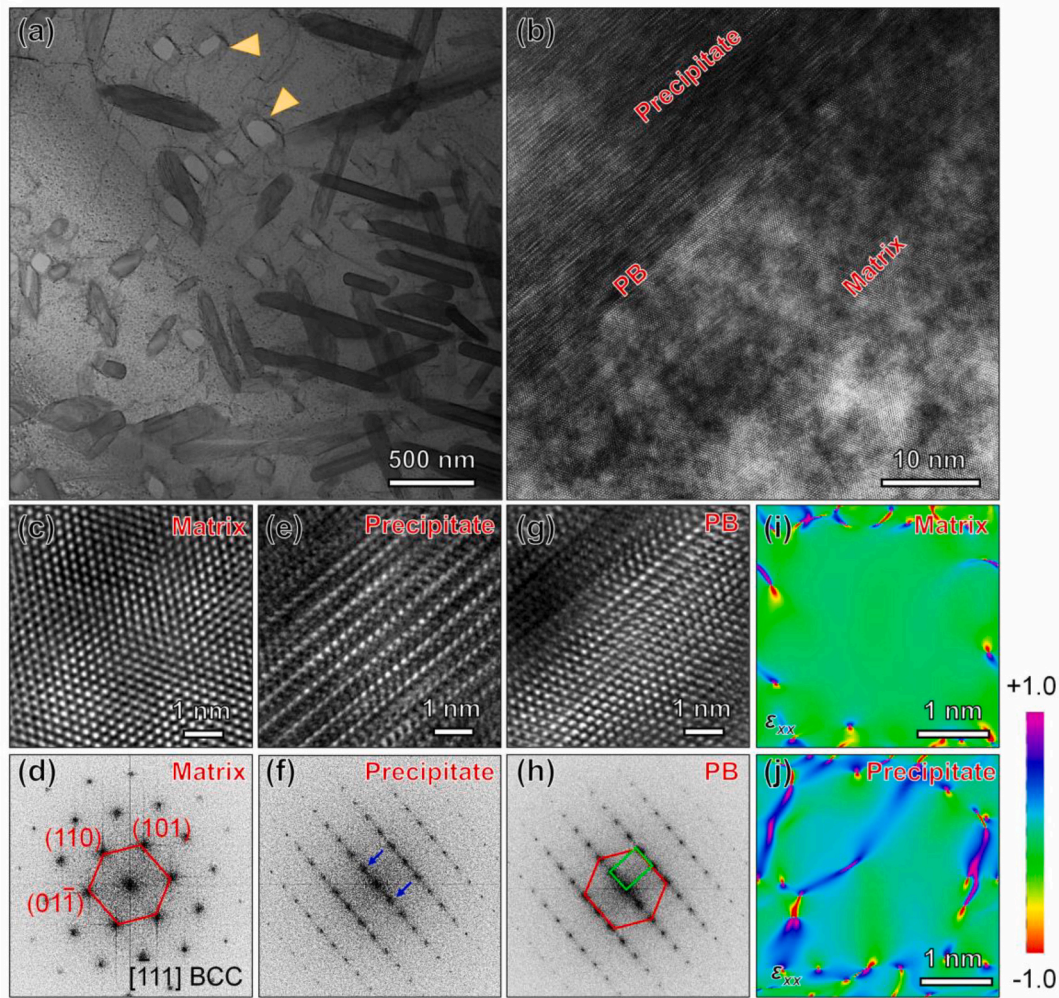 (a)
500 nm
(b)
Precipitate
PB
Matrix
10 nm
(c)
Matrix
1 nm
(e)
Precipitate
1 nm
(g)
PB
1 nm
(i)
Matrix
εxx
1 nm
(d)
Matrix
(110)
(101)
(011̅)
[111] BCC
(f)
Precipitate
(h)
PB
(j)
Precipitate
εxx
1 nm
+1.0
-1.0